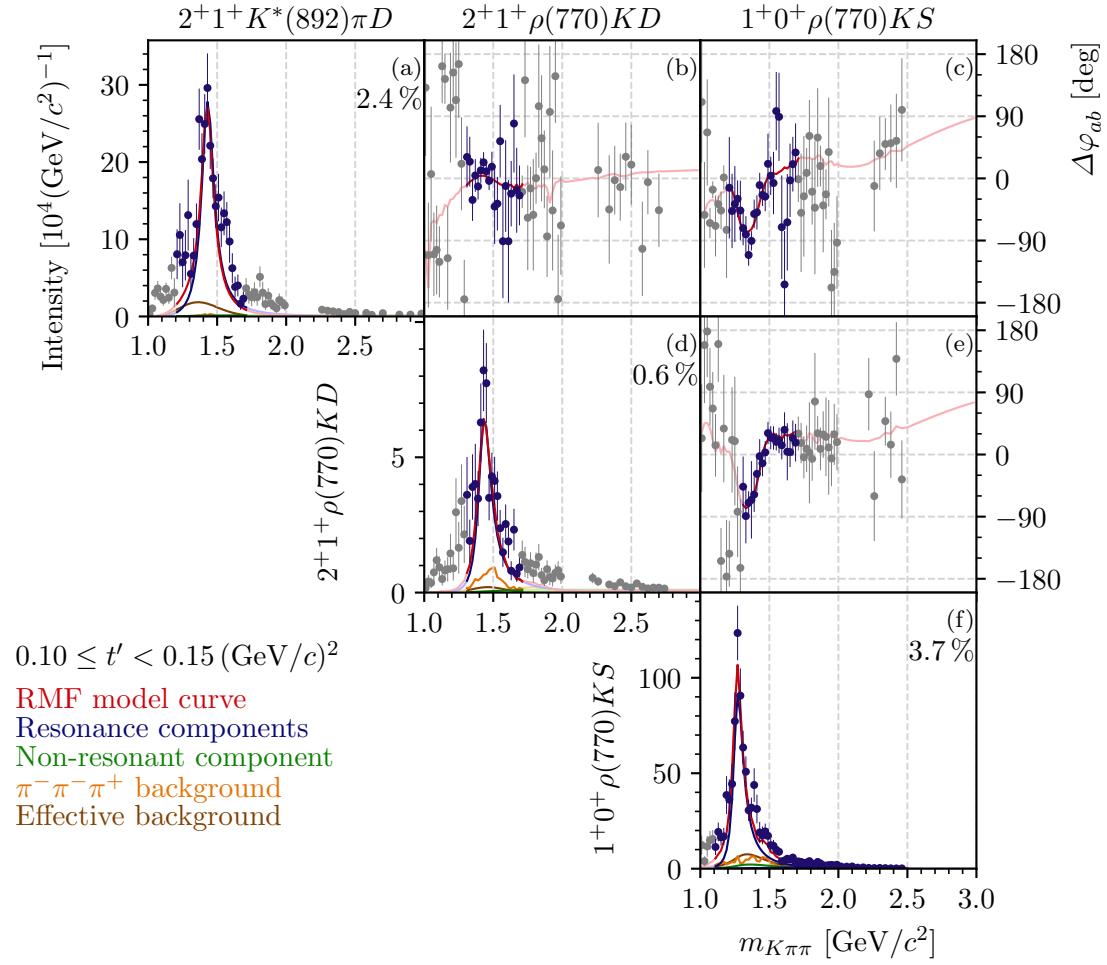 2⁺1⁺K*(892)πD 2⁺1⁺ρ(770)KD 1⁺0⁺ρ(770)KS
Intensity [10⁴(GeV/c²)⁻¹]
30
20
10
0
(a)
2.4 %
1.0 1.5 2.0 2.5
(b)
(c)
180
90
0
−90
−180
Δφ_ab [deg]
2⁺1⁺ρ(770)KD
5
0
(d)
0.6 %
1.0 1.5 2.0 2.5
(e)
180
90
0
−90
−180
0.10 ≤ t′ < 0.15 (GeV/c)²
RMF model curve
Resonance components
Non-resonant component
π⁻π⁻π⁺ background
Effective background
1⁺0⁺ρ(770)KS
100
50
0
(f)
3.7 %
1.0 1.5 2.0 2.5 3.0
m_Kππ [GeV/c²]